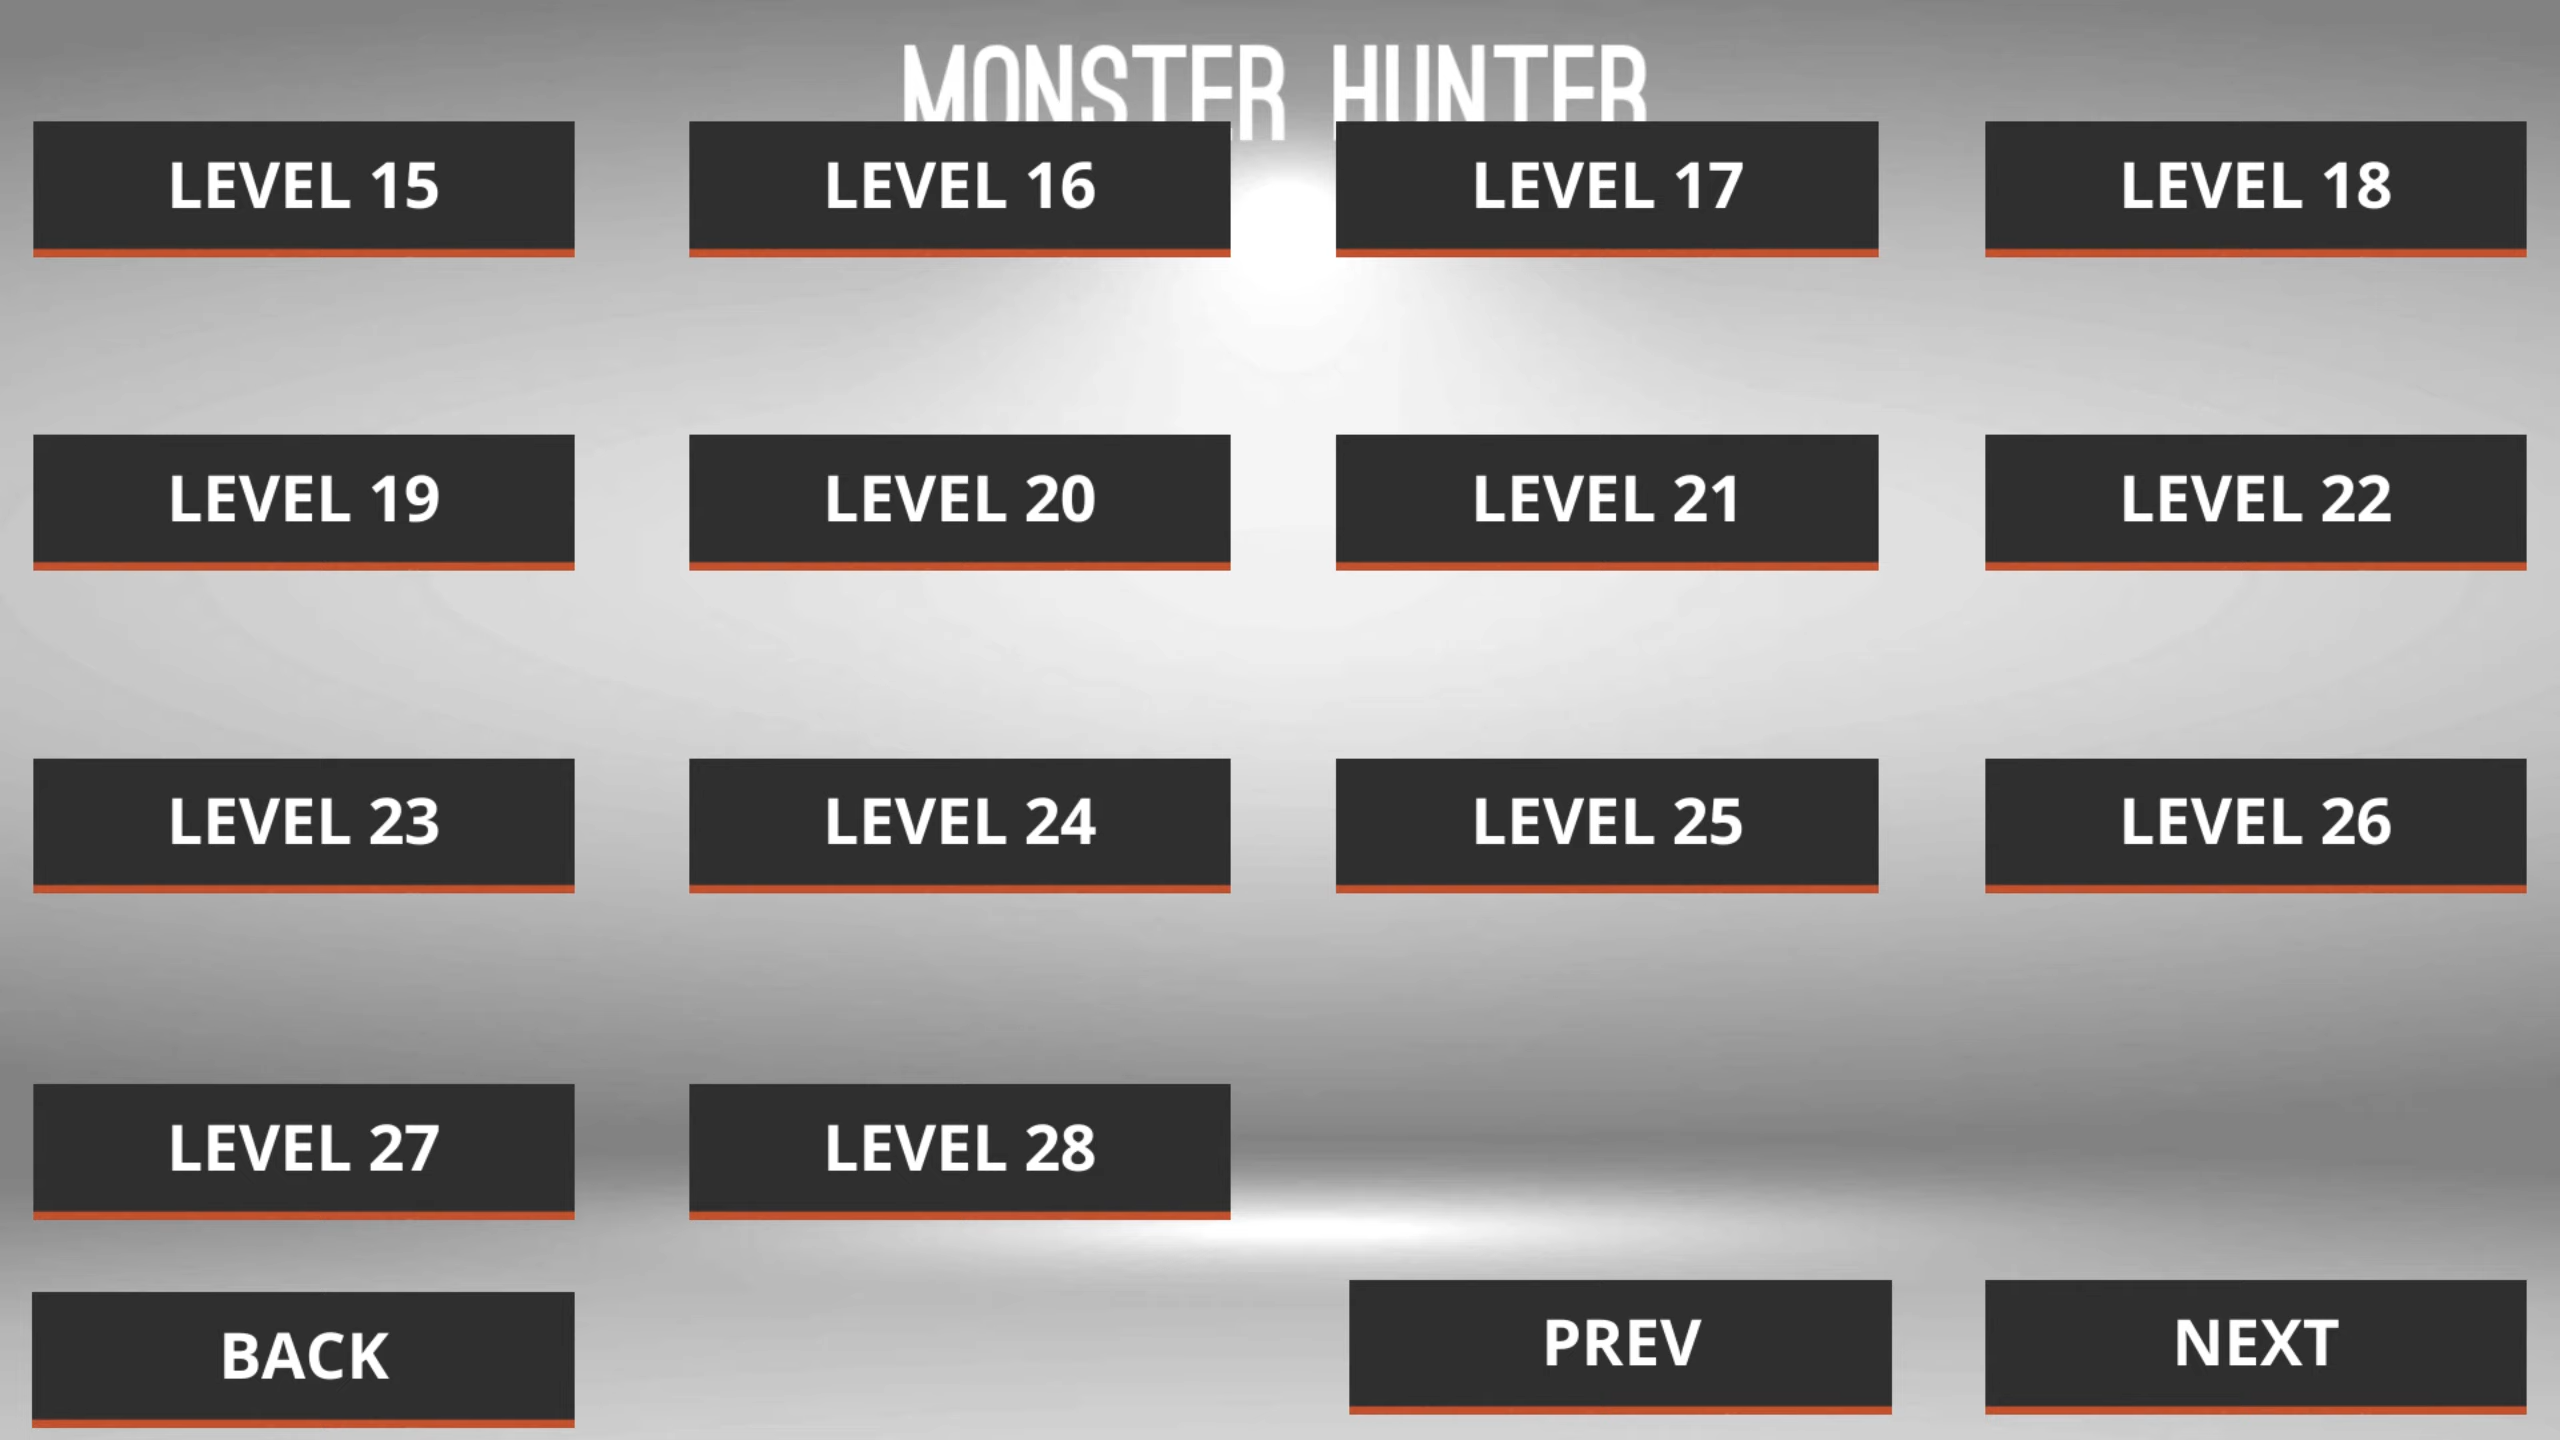 MONSTER HUNTER
LEVEL 15
LEVEL 16
LEVEL 17
LEVEL 18
LEVEL 19
LEVEL 20
LEVEL 21
LEVEL 22
LEVEL 23
LEVEL 24
LEVEL 25
LEVEL 26
LEVEL 27
LEVEL 28
BACK
PREV
NEXT